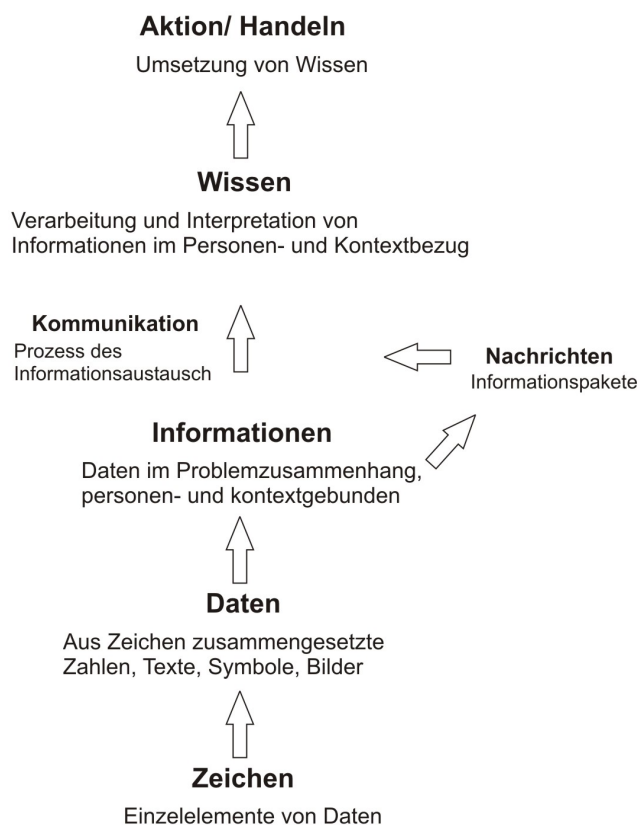 Aktion/ Handeln
Umsetzung von Wissen
Wissen
Verarbeitung und Interpretation von
Informationen im Personen- und Kontextbezug
Kommunikation
Prozess des
Informationsaustausch
Nachrichten
Informationspakete
Informationen
Daten im Problemzusammenhang,
personen- und kontextgebunden
Daten
Aus Zeichen zusammengesetzte
Zahlen, Texte, Symbole, Bilder
Zeichen
Einzelelemente von Daten